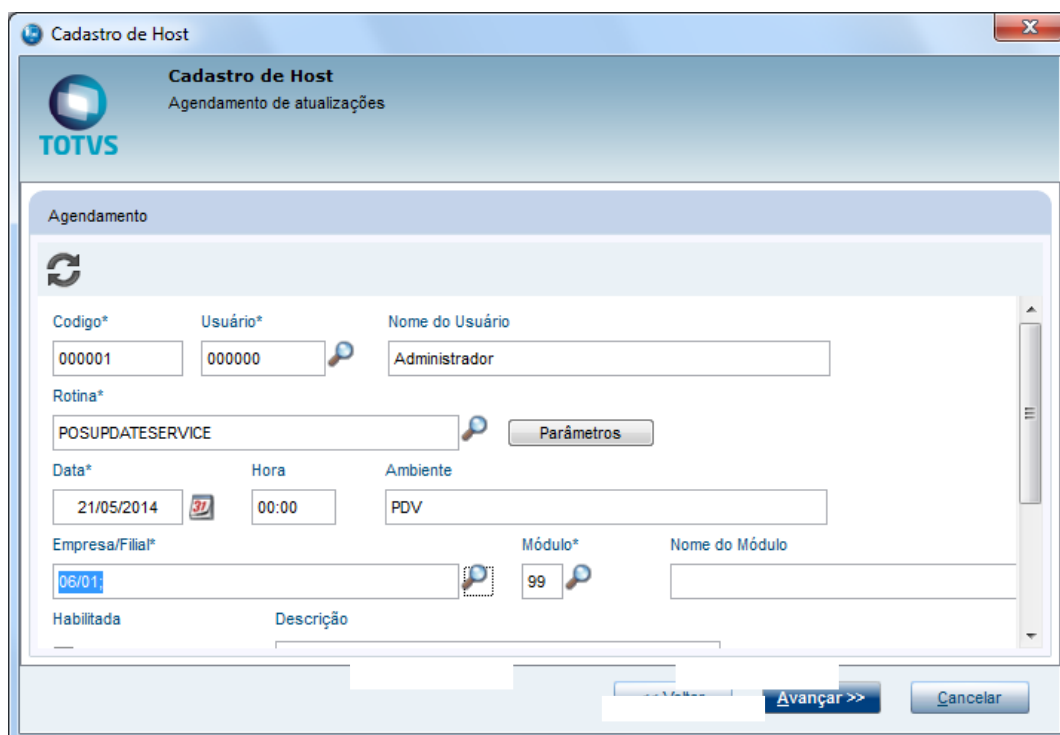 Cadastro de Host
Cadastro de Host
Agendamento de atualizações
TOTVS
Agendamento
Codigo* Usuário* Nome do Usuário
000001 000000 Administrador
Rotina*
POSUPDATESERVICE Parâmetros
Data* Hora Ambiente
21/05/2014 31 00:00 PDV
Empresa/Filial* Módulo* Nome do Módulo
06/01; 99
Habilitada Descrição
Avançar >> Cancelar